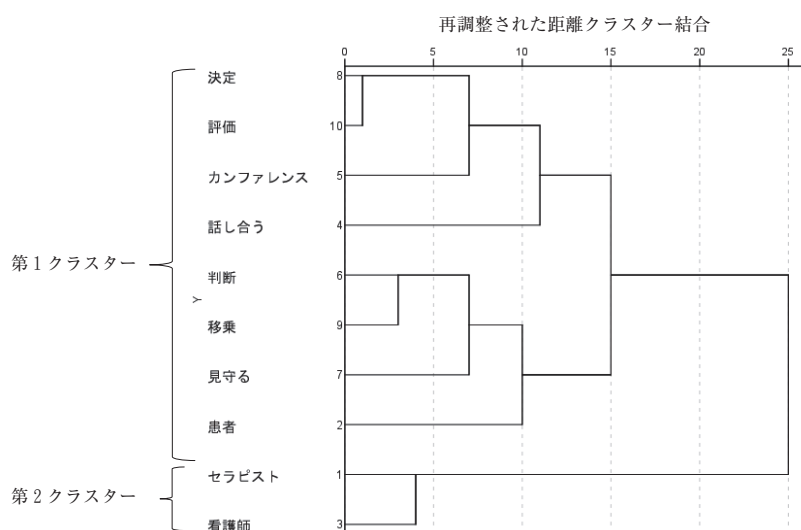 再調整された距離クラスター結合
0 5 10 15 20 25
決定 8
評価 10
カンファレンス 5
話し合う 4
第1クラスター
判断 6
Y
移乗 9
見守る 7
患者 2
セラピスト 1
第2クラスター
看護師 3